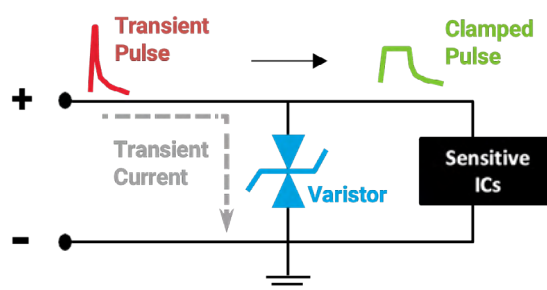 Transient
Pulse
Clamped
Pulse
+
Transient
Current
Varistor
Sensitive
ICs
-